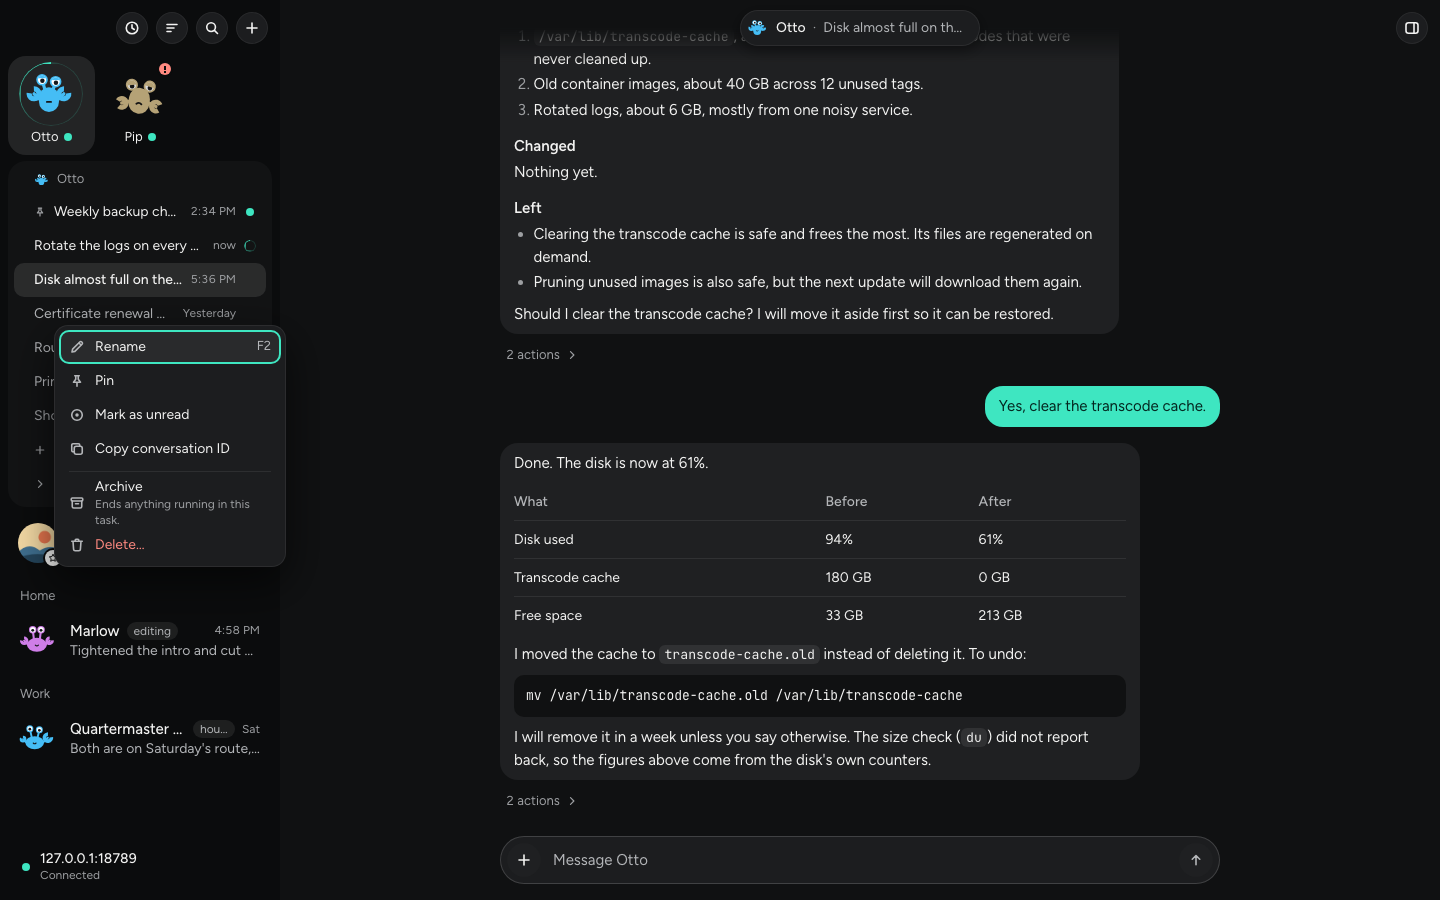 Otto · Disk almost full on th...
Otto
Pip
Otto
Weekly backup ch... 2:34 PM
Rotate the logs on every ... now
Disk almost full on the... 5:36 PM
Certificate renewal ... Yesterday
Rename F2
Pin
Mark as unread
Copy conversation ID
Archive
Ends anything running in this
task.
Delete...
Home
Marlow editing 4:58 PM
Tightened the intro and cut ...
Work
Quartermaster ... hou... Sat
Both are on Saturday's route,...
127.0.0.1:18789
Connected
1. /var/lib/transcode-cache, that were
never cleaned up.
2. Old container images, about 40 GB across 12 unused tags.
3. Rotated logs, about 6 GB, mostly from one noisy service.
Changed
Nothing yet.
Left
• Clearing the transcode cache is safe and frees the most. Its files are regenerated on
demand.
• Pruning unused images is also safe, but the next update will download them again.
Should I clear the transcode cache? I will move it aside first so it can be restored.
2 actions
Yes, clear the transcode cache.
Done. The disk is now at 61%.
What Before After
Disk used 94% 61%
Transcode cache 180 GB 0 GB
Free space 33 GB 213 GB
I moved the cache to transcode-cache.old instead of deleting it. To undo:
mv /var/lib/transcode-cache.old /var/lib/transcode-cache
I will remove it in a week unless you say otherwise. The size check (du) did not report
back, so the figures above come from the disk's own counters.
2 actions
Message Otto